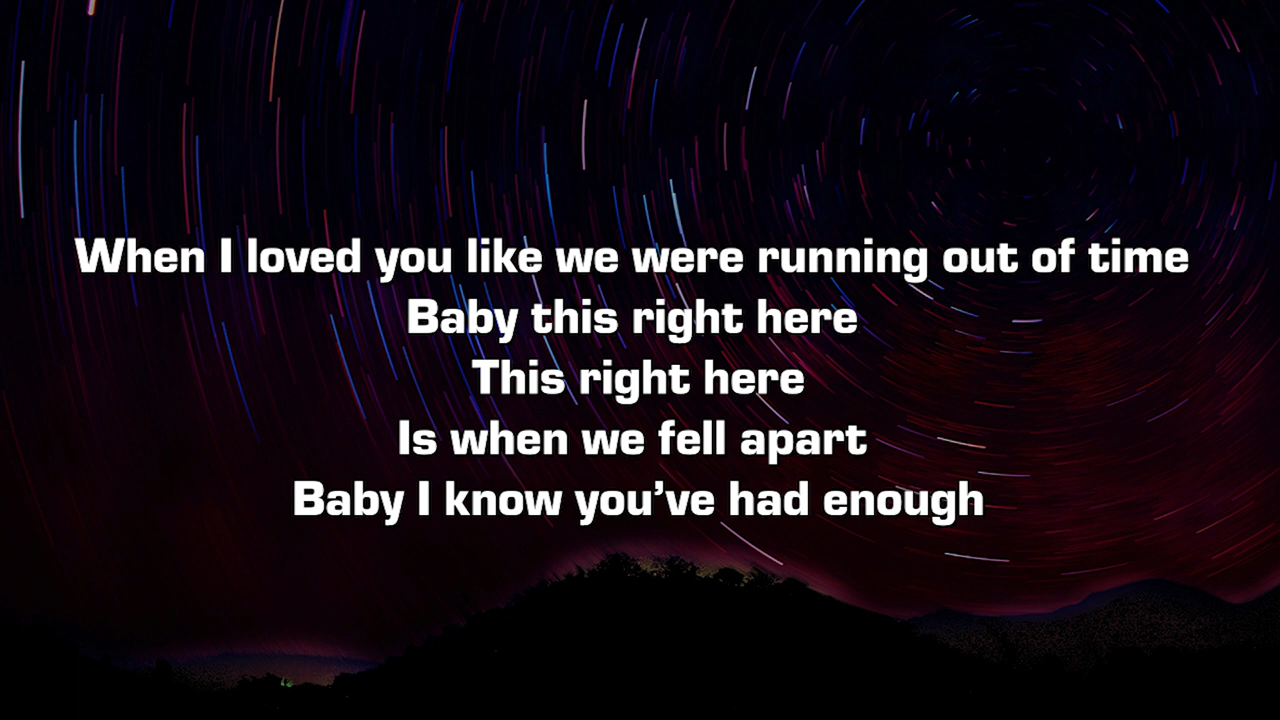 When I loved you like we were running out of time
Baby this right here
This right here
Is when we fell apart
Baby I know you’ve had enough